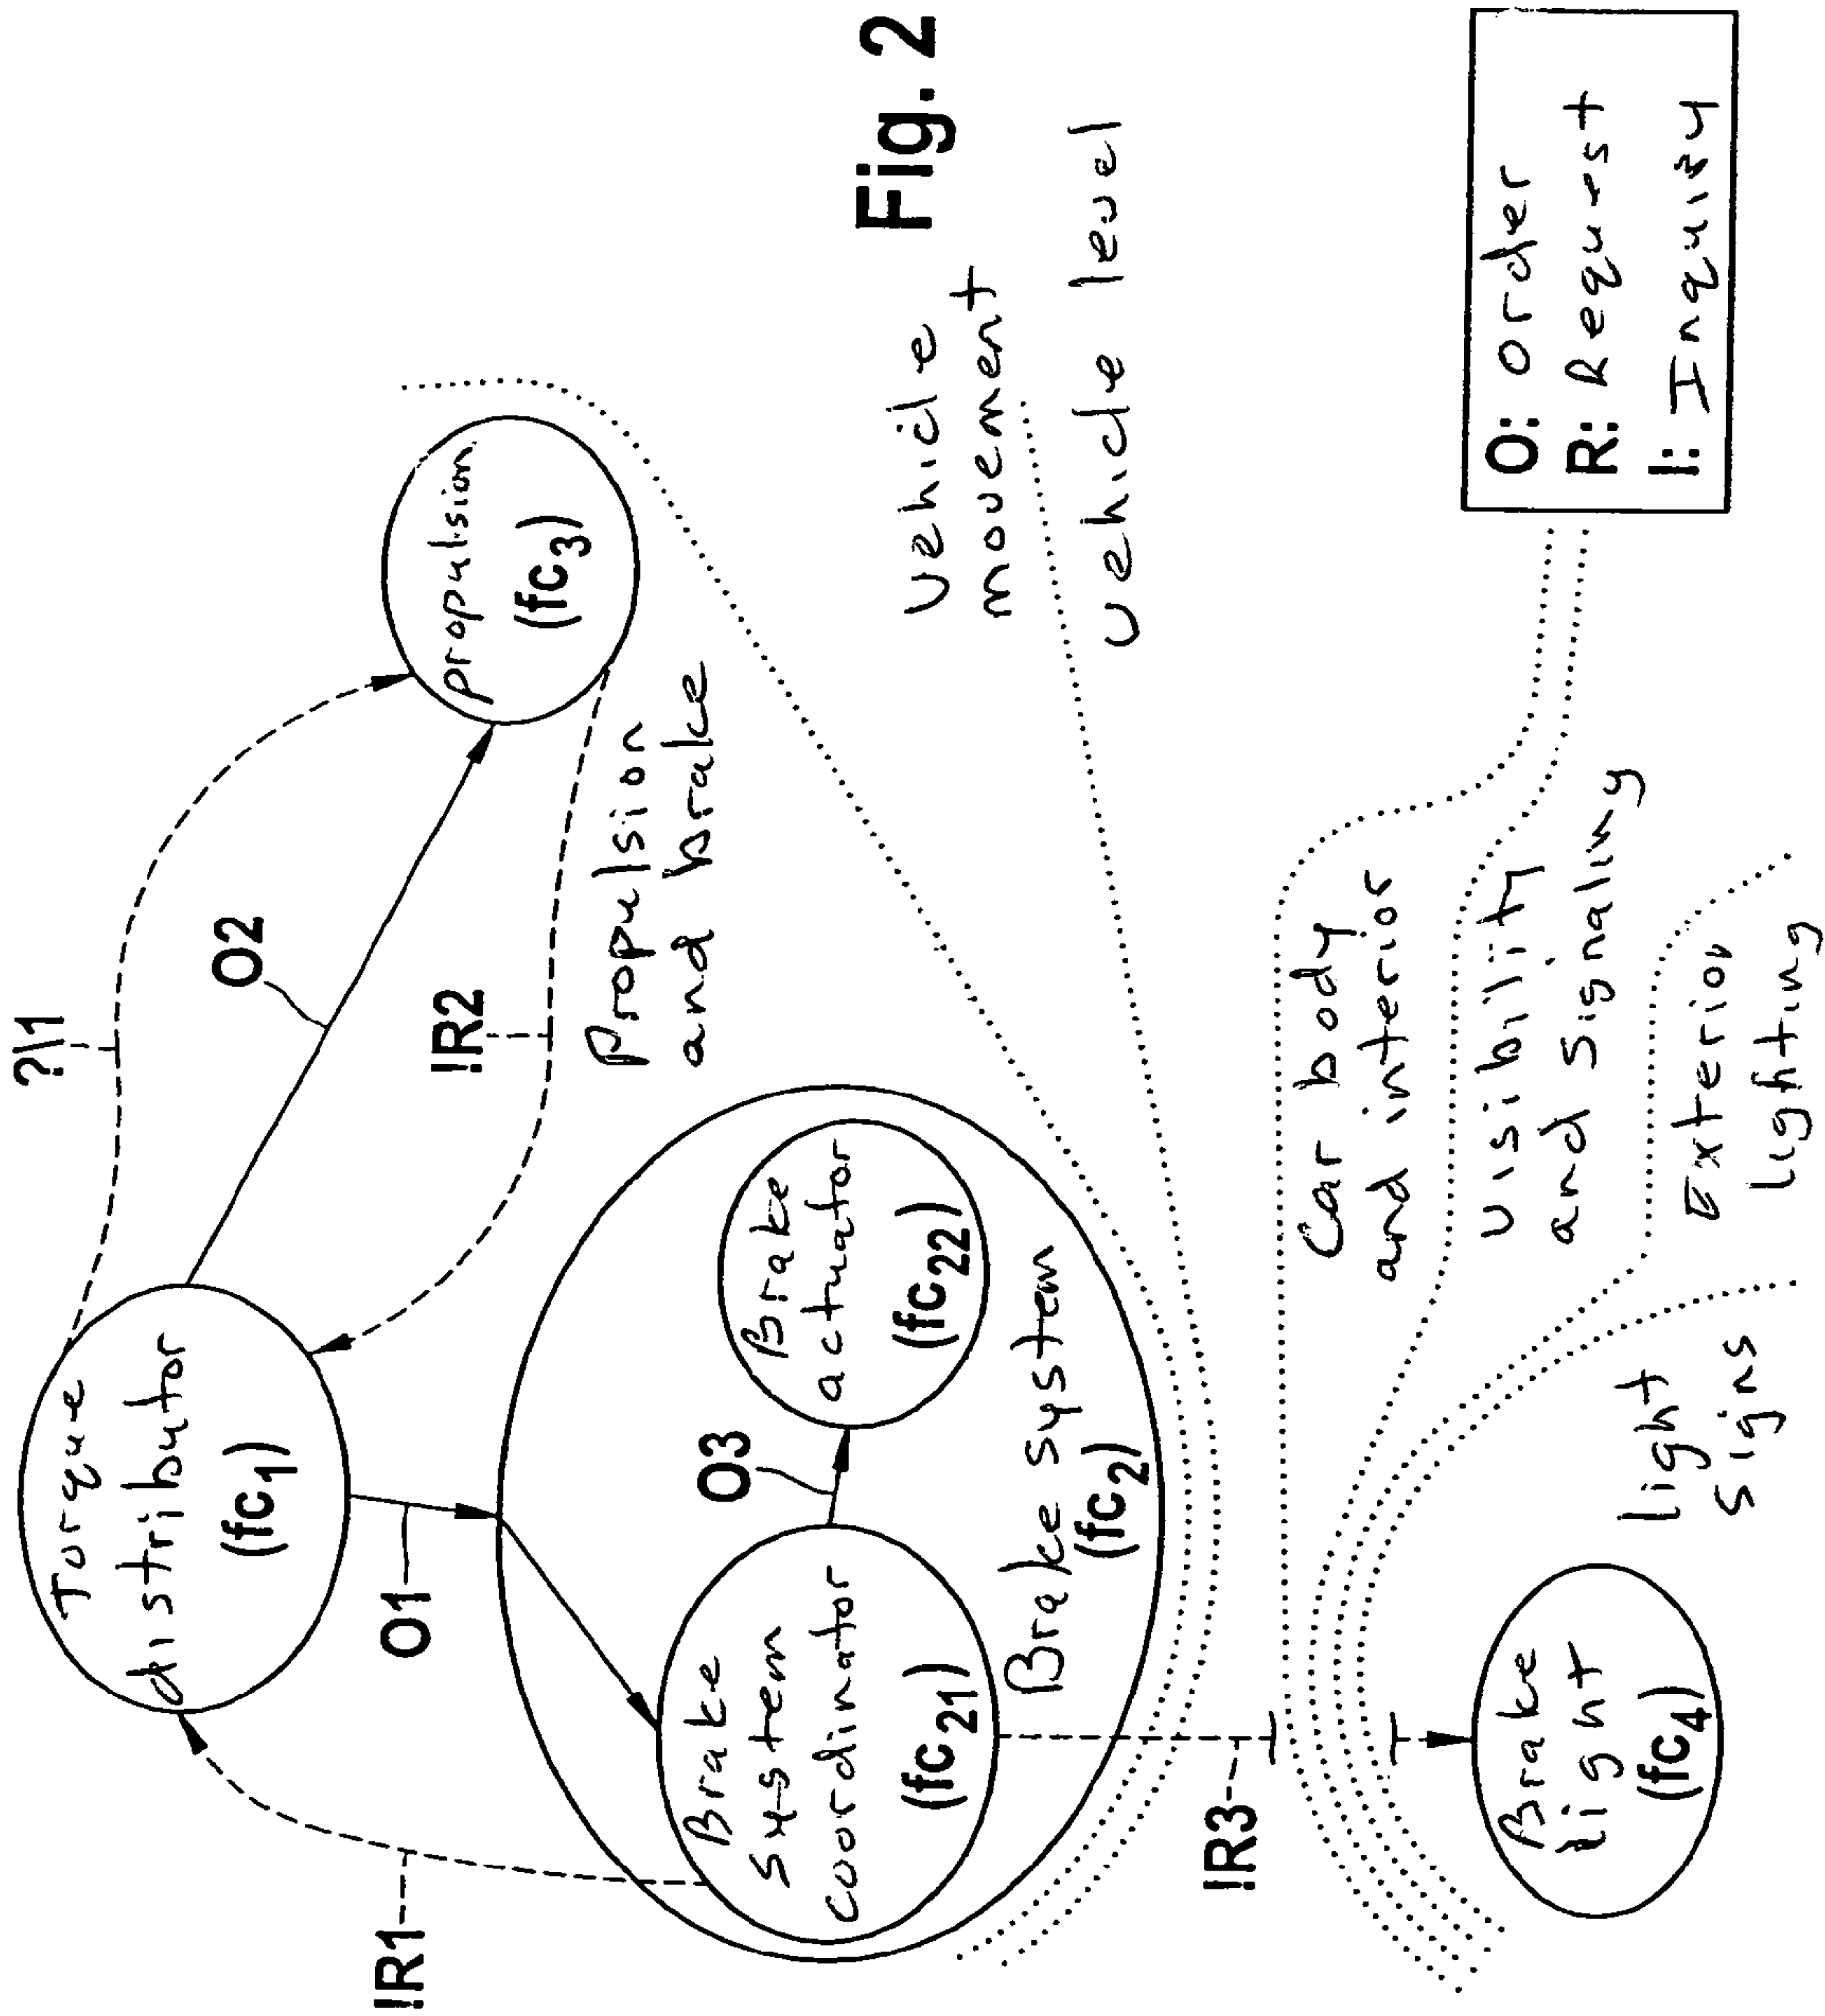 ?\1
Torque
distributor
(fc1)
O2
propulsion
(fc3)
!R1
O1
!R2
Propulsion
and brake
Brake
system
coordinator
(fc21)
O3
Brake
actuator
(fc22)
Brake system
(fc2)
Fig. 2
vehicle
movement
vehicle level
!R3
Car body
and interior
visibility
and signaling
Exterior
lighting
light
signs
Brake
light
(fc4)
O: Order
R: Request
I: Inquiry